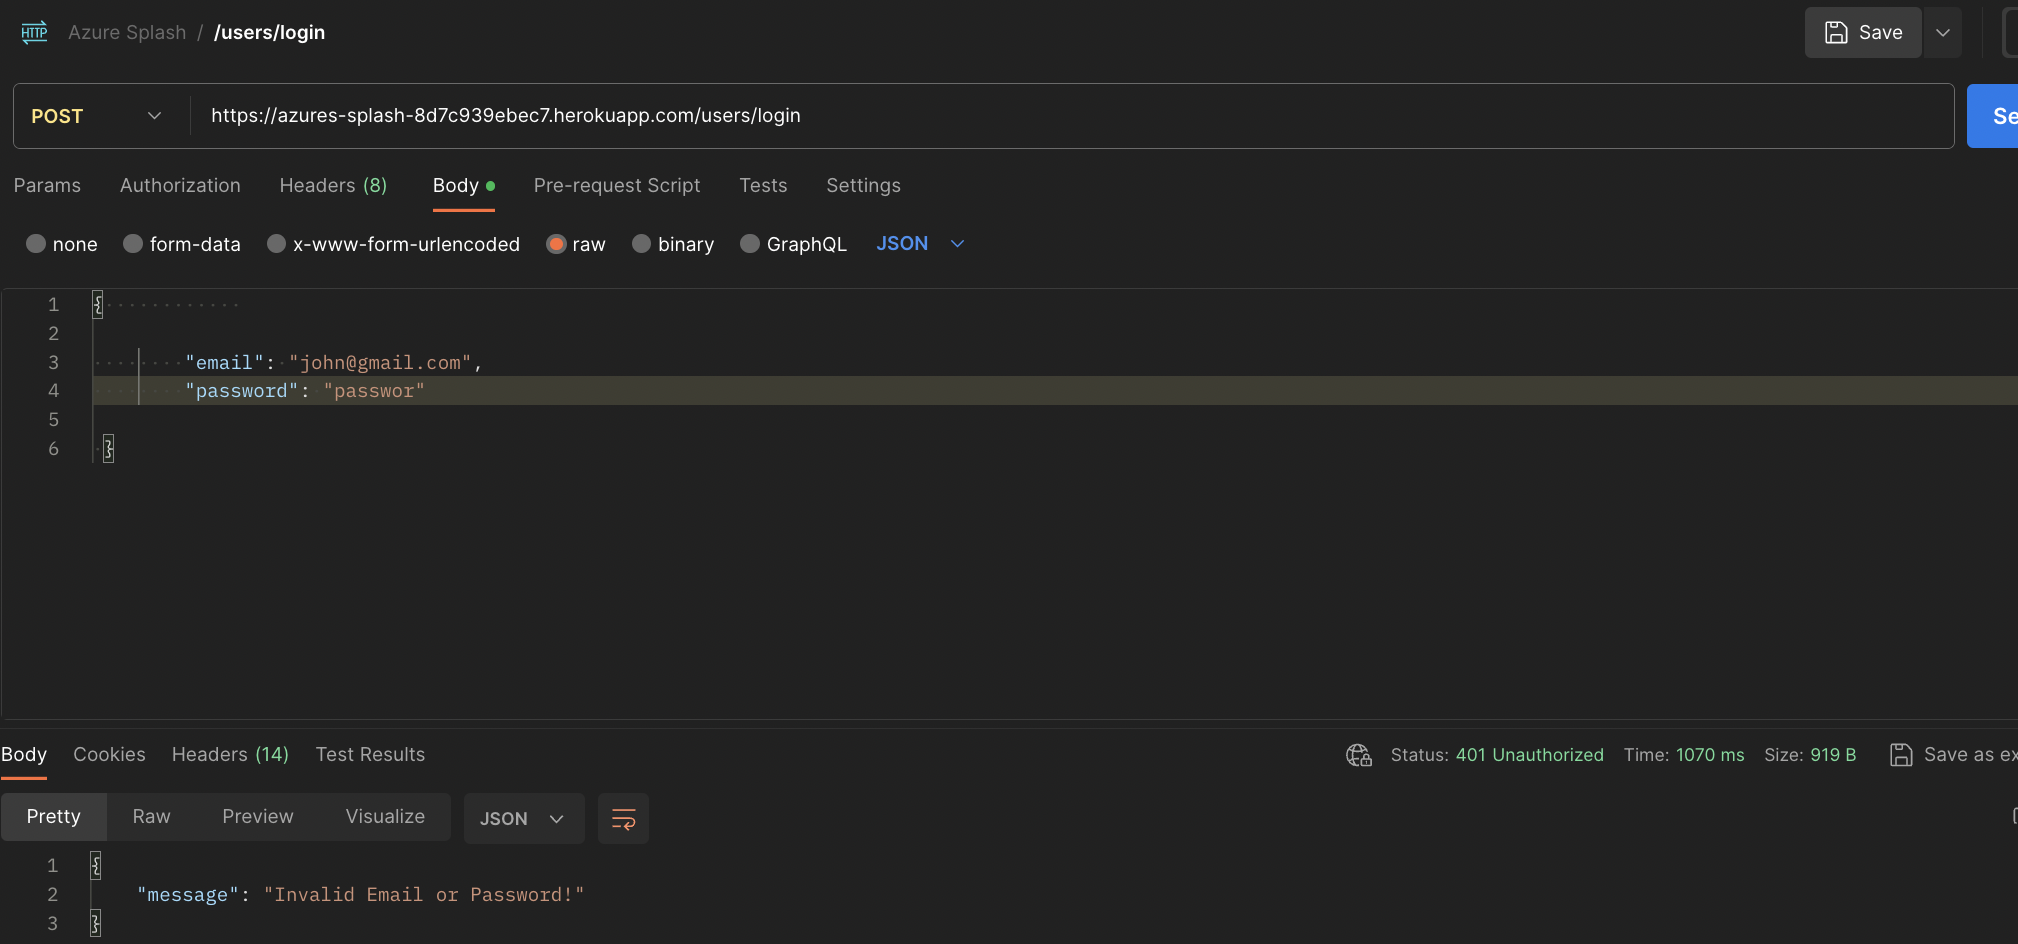 HTTP Azure Splash / /users/login Save
POST https://azures-splash-8d7c939ebec7.herokuapp.com/users/login Se
Params Authorization Headers (8) Body Pre-request Script Tests Settings
none form-data x-www-form-urlencoded raw binary GraphQL JSON
1 {
2
3 "email": "john@gmail.com",
4 "password": "passwor"
5
6 }
Body Cookies Headers (14) Test Results Status: 401 Unauthorized Time: 1070 ms Size: 919 B Save as ex
Pretty Raw Preview Visualize JSON
1 {
2 "message": "Invalid Email or Password!"
3 }